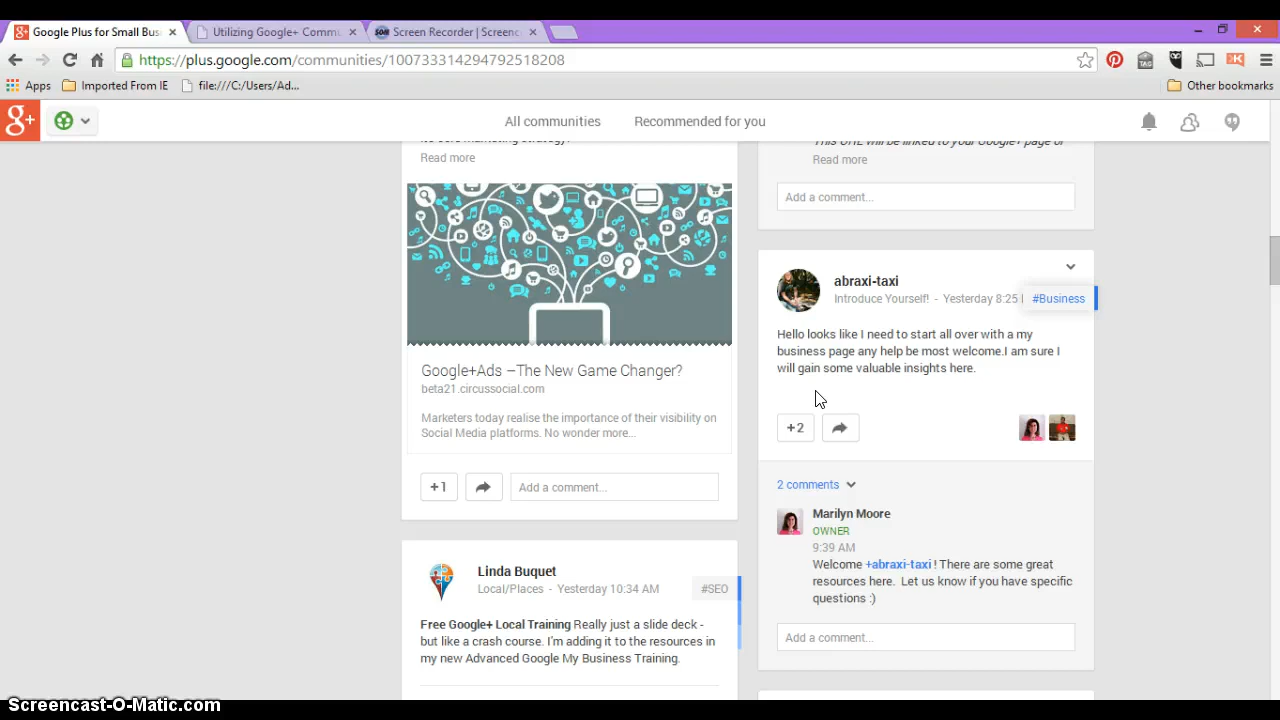 Google Plus for Small Bus
Utilizing Google+ Commu
Screen Recorder | Screenc
https://plus.google.com/communities/100733314294792518208
Apps
Imported From IE
file:///C:/Users/Ad...
Other bookmarks
g+
All communities
Recommended for you
Read more
Google+Ads –The New Game Changer?
beta21.circussocial.com
Marketers today realise the importance of their visibility on
Social Media platforms. No wonder more...
+1
Add a comment...
Linda Buquet
Local/Places - Yesterday 10:34 AM
#SEO
Free Google+ Local Training Really just a slide deck -
but like a crash course. I'm adding it to the resources in
my new Advanced Google My Business Training.
This URL will be linked to your Google+ page or
Read more
Add a comment...
abraxi-taxi
Introduce Yourself! - Yesterday 8:25
#Business
Hello looks like I need to start all over with a my
business page any help be most welcome.I am sure I
will gain some valuable insights here.
+2
2 comments
Marilyn Moore
OWNER
9:39 AM
Welcome +abraxi-taxi ! There are some great
resources here. Let us know if you have specific
questions :)
Add a comment...
Screencast-O-Matic.com